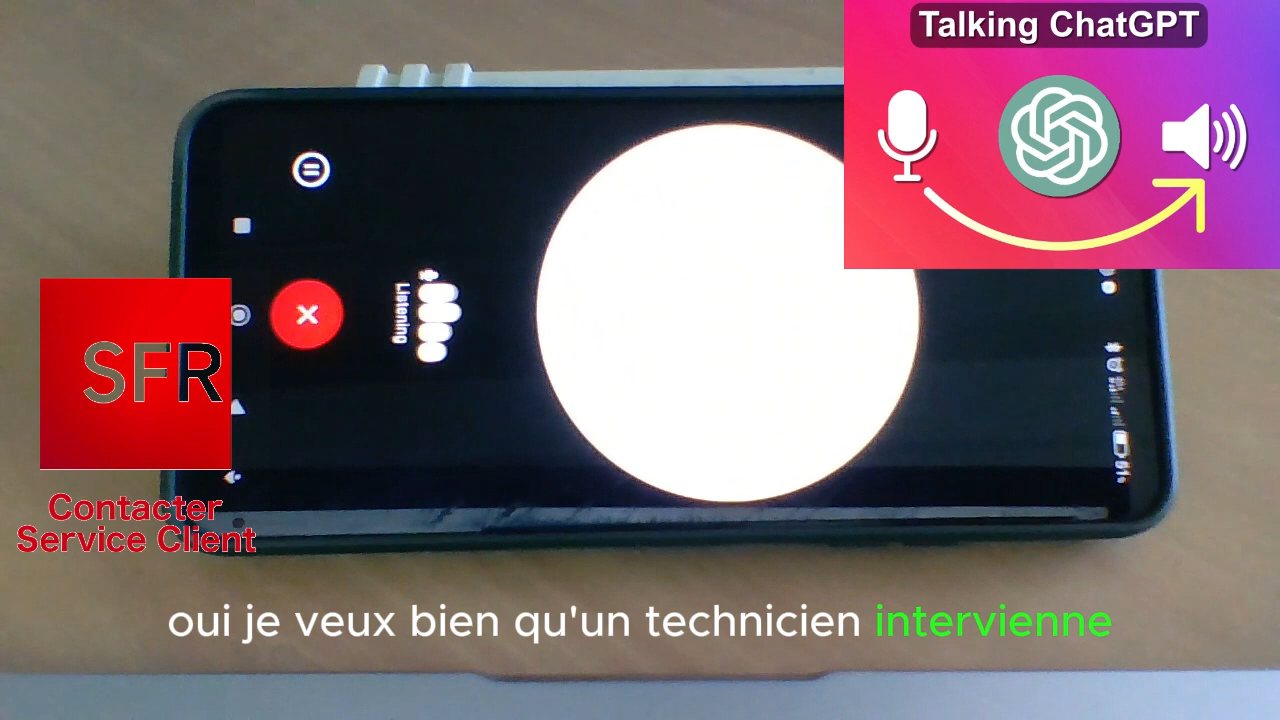 Talking ChatGPT
Listening
SFR
Contacter
Service Client
oui je veux bien qu'un technicien intervienne